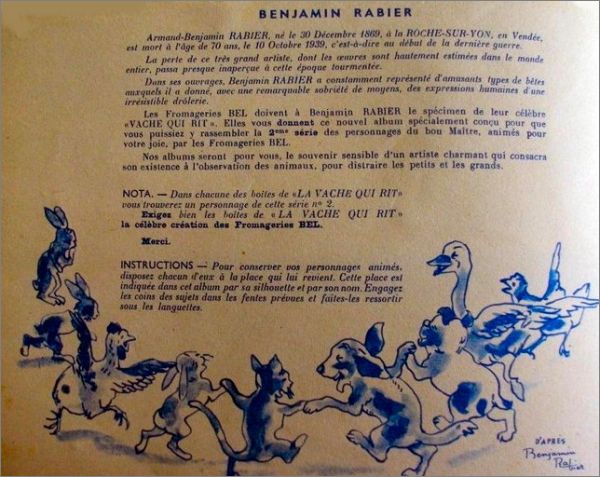 BENJAMIN RABIER
Armand-Benjamin RABIER, né le 30 Décembre 1869, à la ROCHE-SUR-YON, en Vendée,
est mort à l'âge de 70 ans, le 10 Octobre 1939, c'est-à-dire au début de la dernière guerre.
La perte de ce très grand artiste, dont les œuvres sont hautement estimées dans le monde
entier, passa presque inaperçue à cette époque tourmentée.
Dans ses ouvrages, Benjamin RABIER a constamment représenté d'amusants types de bêtes
auxquels il a donné, avec une remarquable sobriété de moyens, des expressions humaines d'une
irrésistible drôlerie.
Les Fromageries BEL doivent à Benjamin RABIER le spécimen de leur célèbre
«VACHE QUI RIT». Elles vous donnent ce nouvel album spécialement conçu pour que
vous puissiez y rassembler la 2eme série des personnages du bon Maître, animés pour
votre joie, par les Fromageries BEL.
Nos albums seront pour vous, le souvenir sensible d'un artiste charmant qui consacra
son existence à l'observation des animaux, pour distraire les petits et les grands.
NOTA. — Dans chacune des boîtes de «LA VACHE QUI RIT»
vous trouverez un personnage de cette série n° 2.
Exigez bien les boîtes de «LA VACHE QUI RIT»
la célèbre création des Fromageries BEL.
Merci.
INSTRUCTIONS — Pour conserver vos personnages animés,
disposez chacun d'eux à la place qui lui revient. Cette place est
indiquée dans cet album par sa silhouette et par son nom. Engagez
les coins des sujets dans les fentes prévues et faites-les ressortir
sous les languettes.
D'APRÈS
Benjamin
Rabier